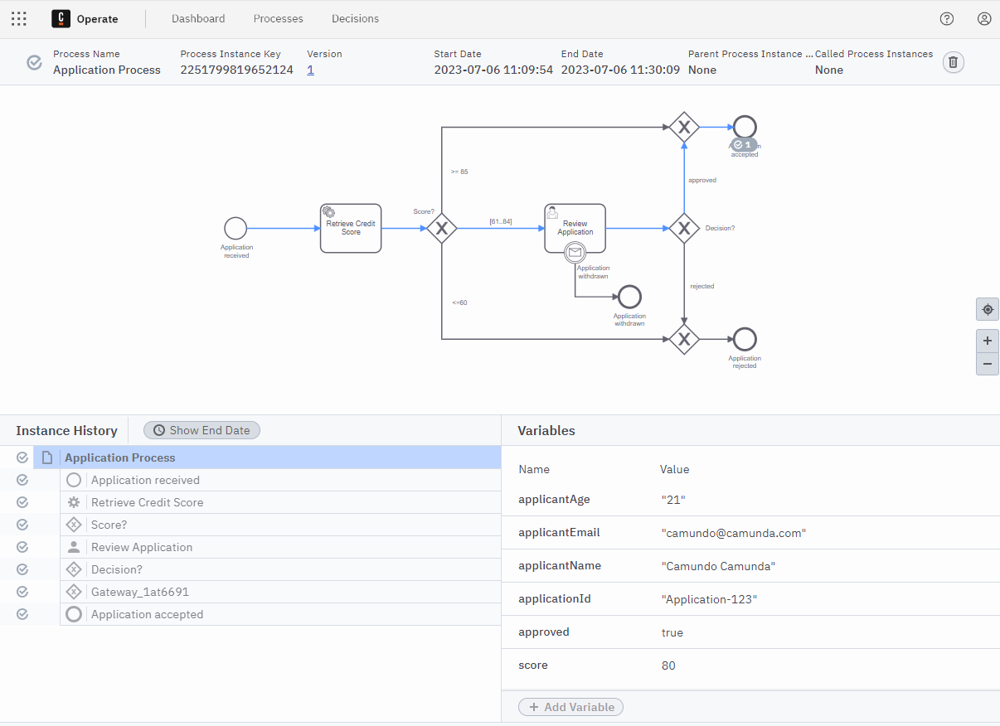 C Operate Dashboard Processes Decisions
Process Name Process Instance Key Version Start Date End Date Parent Process Instance ... Called Process Instances
Application Process 2251799819652124 1 2023-07-06 11:09:54 2023-07-06 11:30:09 None None
1
accepted
>= 85
approved
Score?
[61..84]
Retrieve Credit
Score
Review
Application
Decision?
Application
received
Application
withdrawn
rejected
<=60
Application
withdrawn
Application
rejected
Instance History Show End Date
Application Process
Application received
Retrieve Credit Score
Score?
Review Application
Decision?
Gateway_1at6691
Application accepted
Variables
Name Value
applicantAge "21"
applicantEmail "camundo@camunda.com"
applicantName "Camundo Camunda"
applicationId "Application-123"
approved true
score 80
+ Add Variable